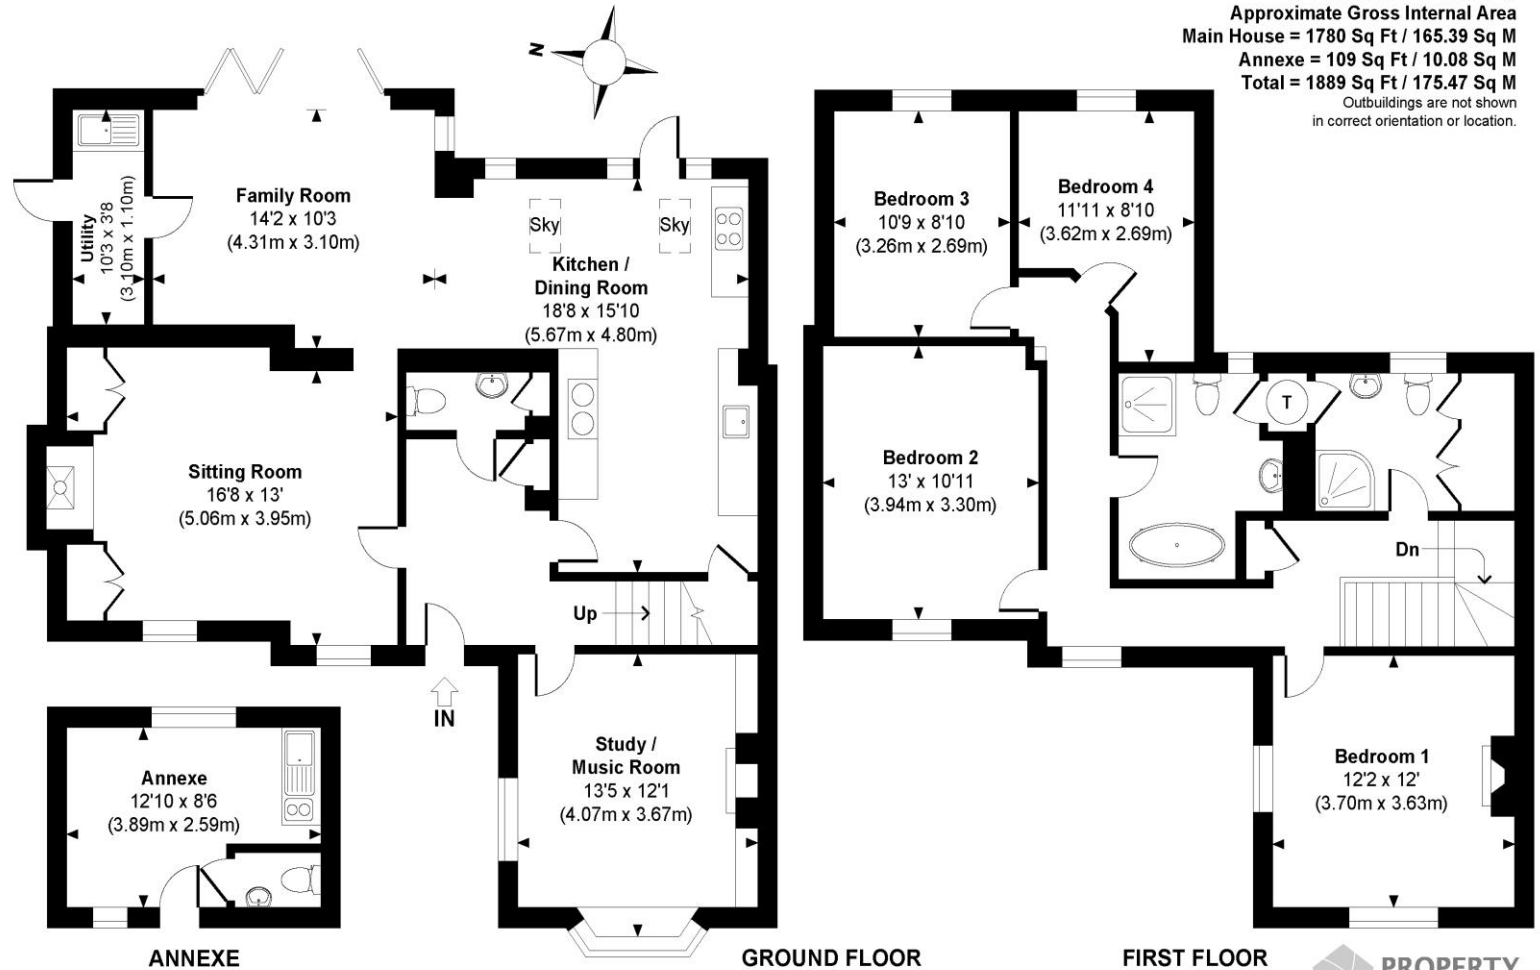 Approximate Gross Internal Area
Main House = 1780 Sq Ft / 165.39 Sq M
Annexe = 109 Sq Ft / 10.08 Sq M
Total = 1889 Sq Ft / 175.47 Sq M
Outbuildings are not shown
in correct orientation or location.
N
Utility
10'3 x 3'8
(3.10m x 1.10m)
Family Room
14'2 x 10'3
(4.31m x 3.10m)
Sky
Sky
Kitchen /
Dining Room
18'8 x 15'10
(5.67m x 4.80m)
Sitting Room
16'8 x 13'
(5.06m x 3.95m)
Up
IN
Study /
Music Room
13'5 x 12'1
(4.07m x 3.67m)
Annexe
12'10 x 8'6
(3.89m x 2.59m)
ANNEXE
GROUND FLOOR
Bedroom 3
10'9 x 8'10
(3.26m x 2.69m)
Bedroom 4
11'11 x 8'10
(3.62m x 2.69m)
Bedroom 2
13' x 10'11
(3.94m x 3.30m)
T
Dn
Bedroom 1
12'2 x 12'
(3.70m x 3.63m)
FIRST FLOOR
PROPERTY